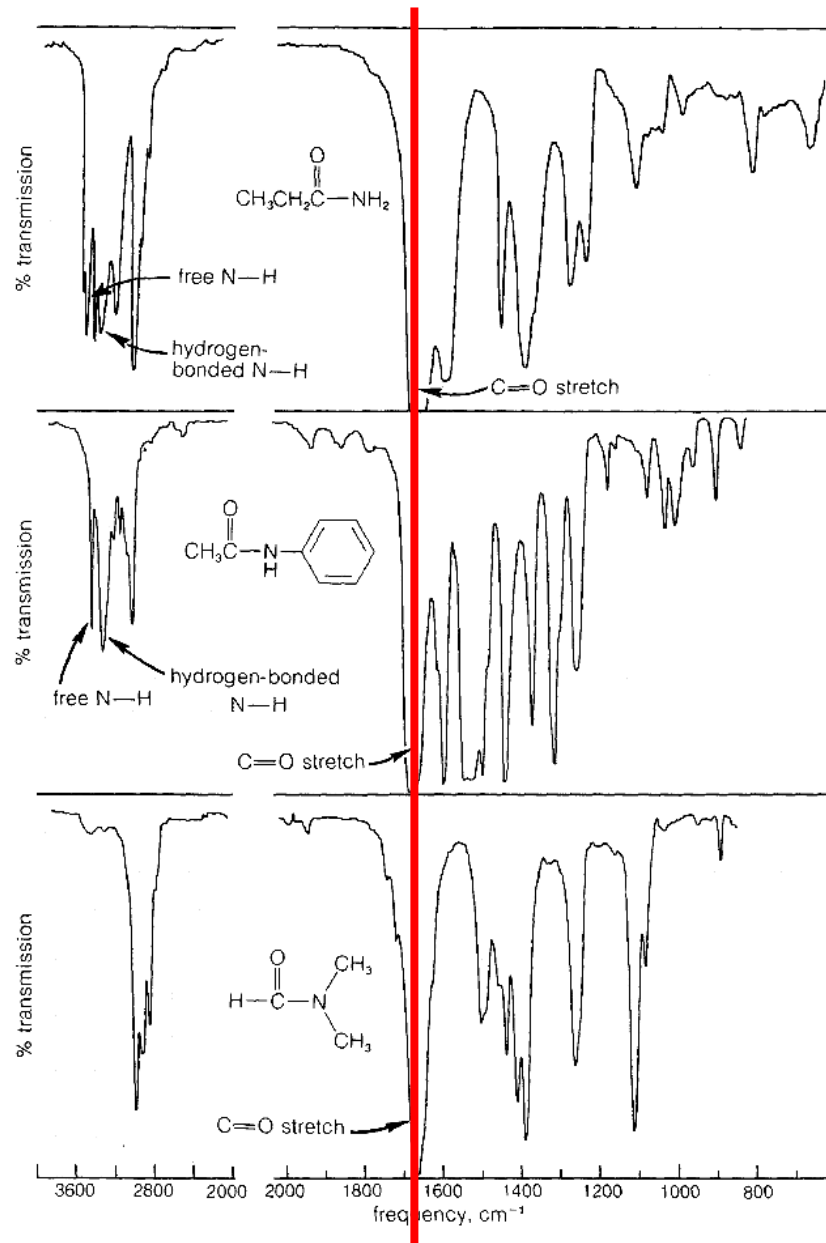 % transmission
O
CH₃CH₂C—NH₂
free N—H
hydrogen-
bonded N—H
C=O stretch
% transmission
O
CH₃C—N
H
free N—H
hydrogen-bonded
N—H
C=O stretch
% transmission
O
CH₃
H—C—N
CH₃
C=O stretch
3600 2800 2000 2000 1800 1600 1400 1200 1000 800
frequency, cm⁻¹